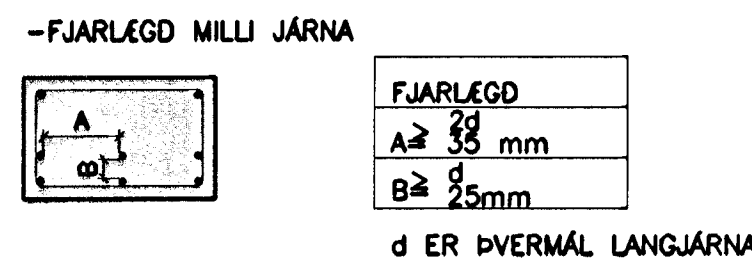 -FJARLÆGÐ MILLI JÁRNA
A
B
FJARLÆGÐ
A≧ 2d
35 mm
B≧ d
25mm
d ER ÞVERMÁL LANGJÁRNA